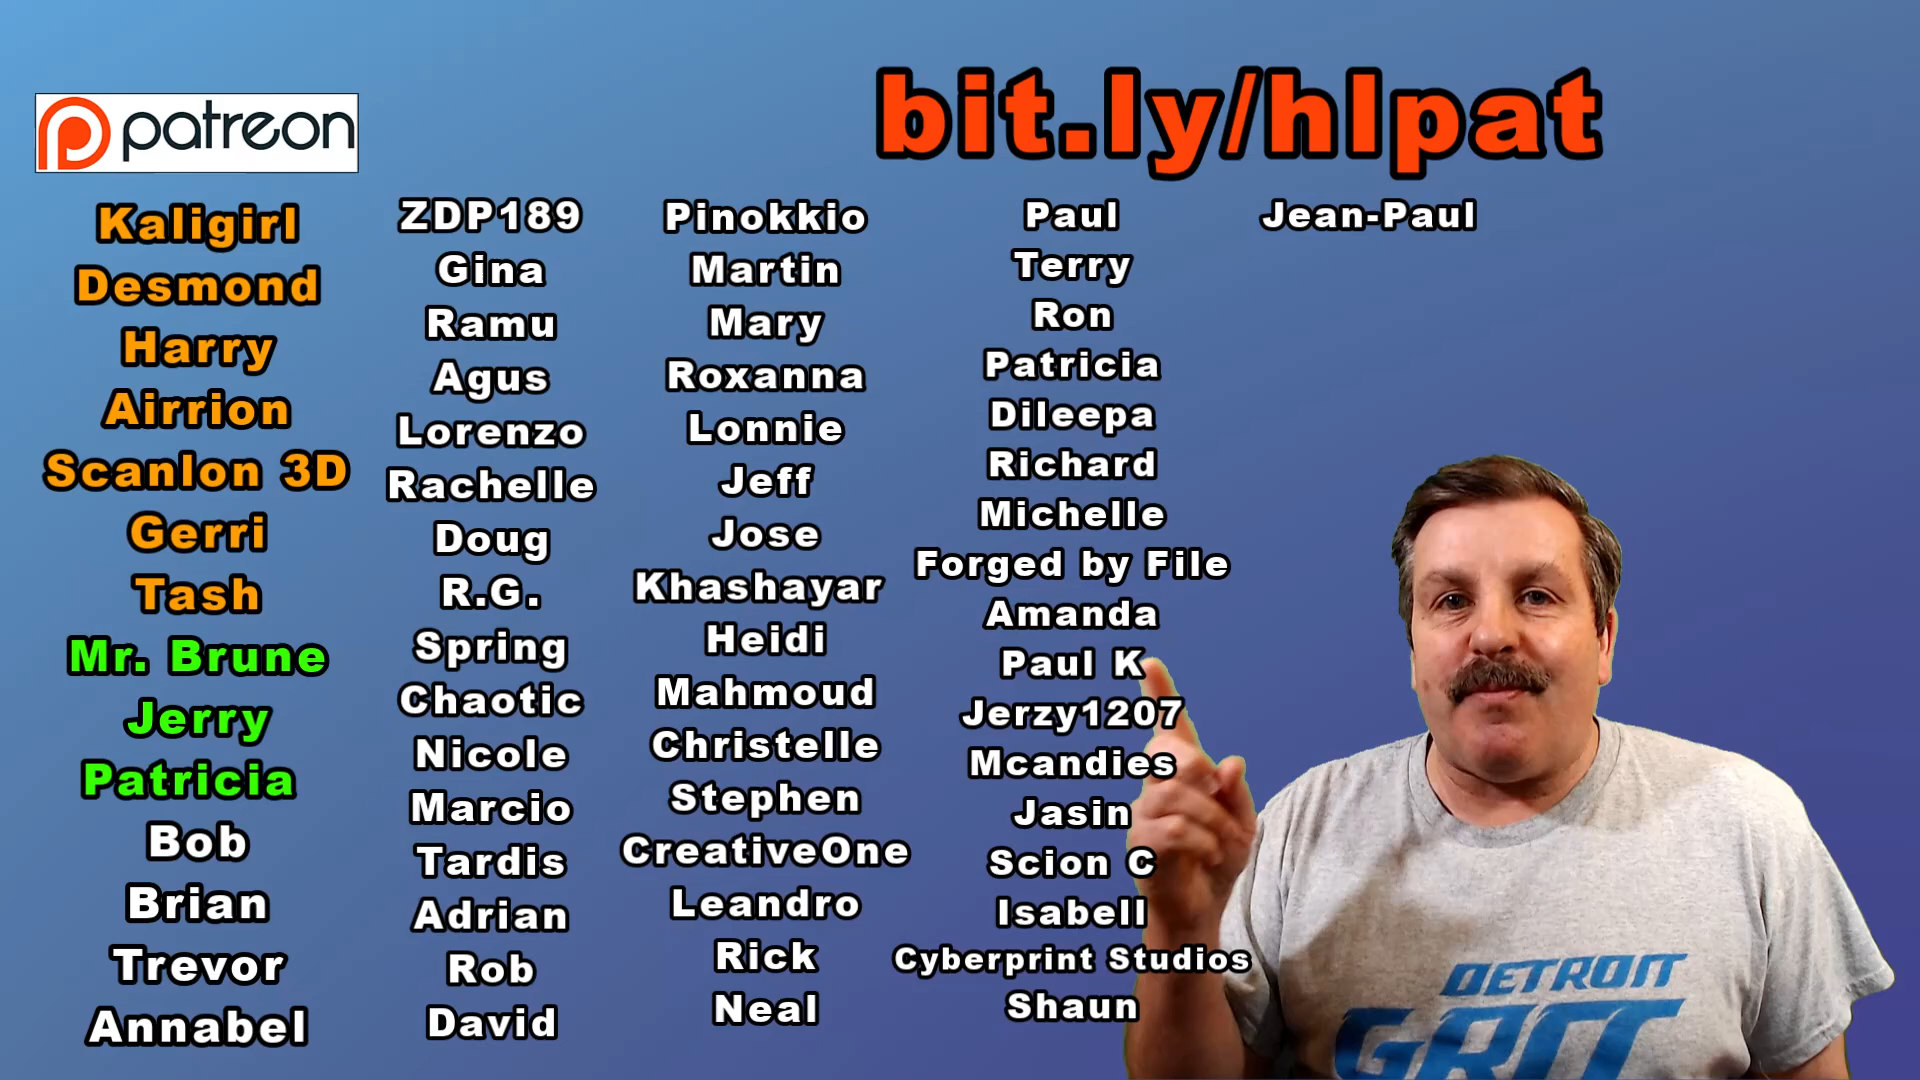 patreon
bit.ly/hlpat
Kaligirl
Desmond
Harry
Airrion
Scanlon 3D
Gerri
Tash
Mr. Brune
Jerry
Patricia
Bob
Brian
Trevor
Annabel
ZDP189
Gina
Ramu
Agus
Lorenzo
Rachelle
Doug
R.G.
Spring
Chaotic
Nicole
Marcio
Tardis
Adrian
Rob
David
Pinokkio
Martin
Mary
Roxanna
Lonnie
Jeff
Jose
Khashayar
Heidi
Mahmoud
Christelle
Stephen
CreativeOne
Leandro
Rick
Neal
Paul
Terry
Ron
Patricia
Dileepa
Richard
Michelle
Forged by File
Amanda
Paul K
Jerzy1207
Mcandies
Jasin
Scion C
Isabell
Cyberprint Studios
Shaun
Jean-Paul
DETROIT
GRIT